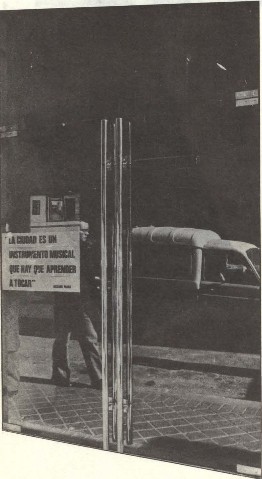 "LA CIUDAD ES UN
INSTRUMENTO MUSICAL
QUE HAY QUE APRENDER
A TOCAR"